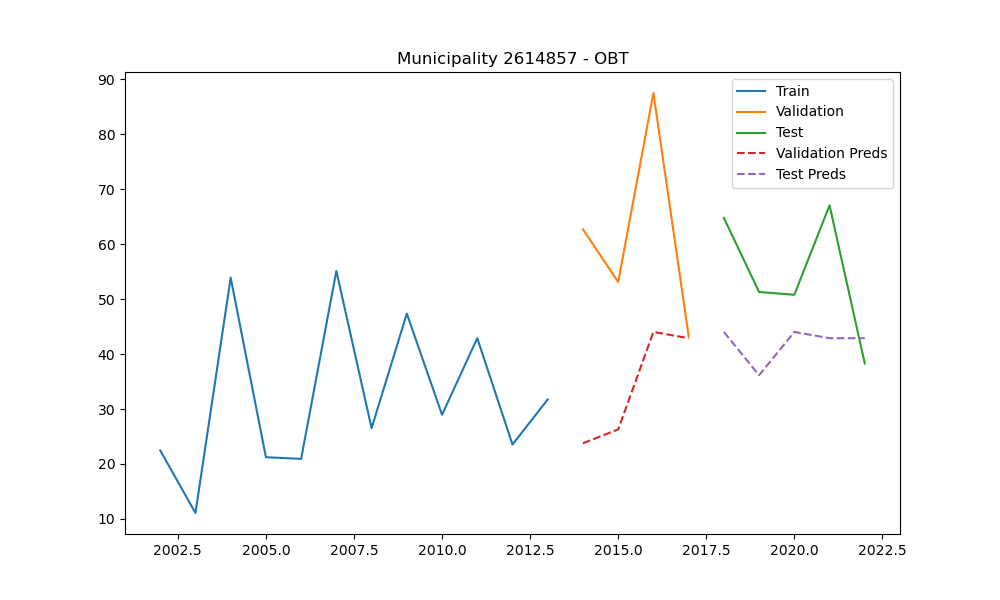 Municipality 2614857 - OBT
90
80
70
60
50
40
30
20
10
2002.5 2005.0 2007.5 2010.0 2012.5 2015.0 2017.5 2020.0 2022.5
Train
Validation
Test
Validation Preds
Test Preds